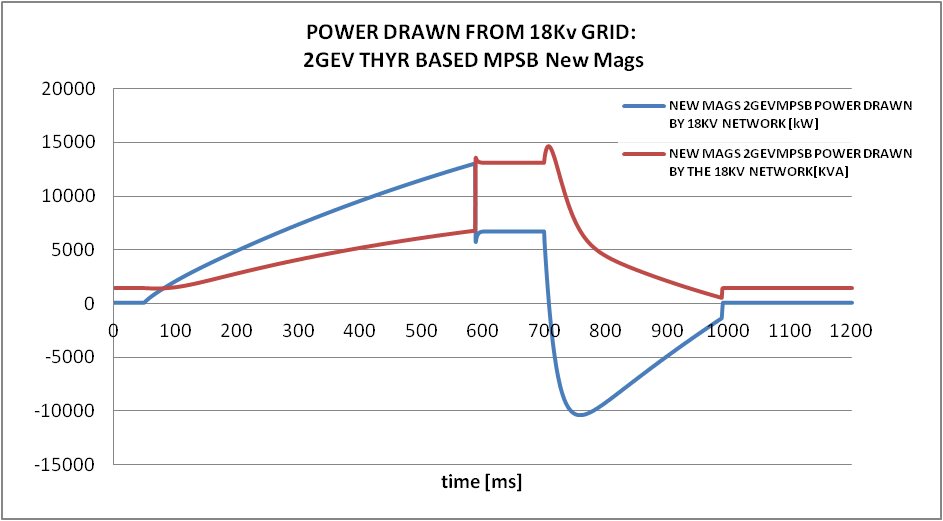 POWER DRAWN FROM 18Kv GRID:
2GEV THYR BASED MPSB New Mags
20000
15000
10000
5000
0
-5000
-10000
-15000
0 100 200 300 400 500 600 700 800 900 1000 1100 1200
time [ms]
NEW MAGS 2GEVMPSB POWER DRAWN
BY 18KV NETWORK [kW]
NEW MAGS 2GEVMPSB POWER DRAWN
BY THE 18KV NETWORK[KVA]